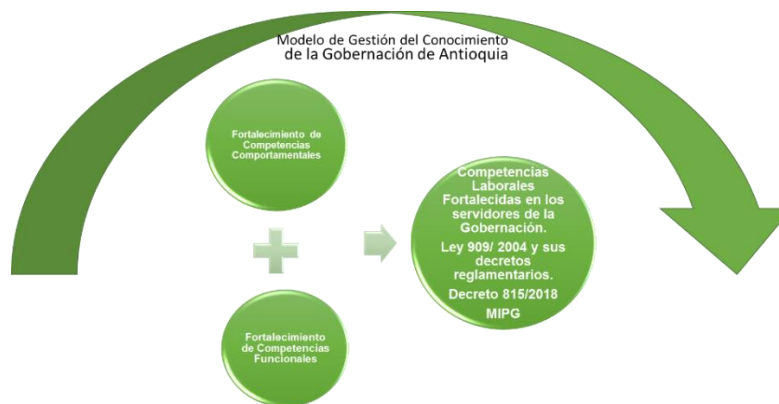 Modelo de Gestión del Conocimiento
de la Gobernación de Antioquia
Fortalecimiento de
Competencias
Comportamentales
Competencias
Laborales
Fortalecidas en los
servidores de la
Gobernación.
Ley 909/ 2004 y sus
decretos
reglamentarios.
Decreto 815/2018
MIPG
Fortalecimiento
de Competencias
Funcionales